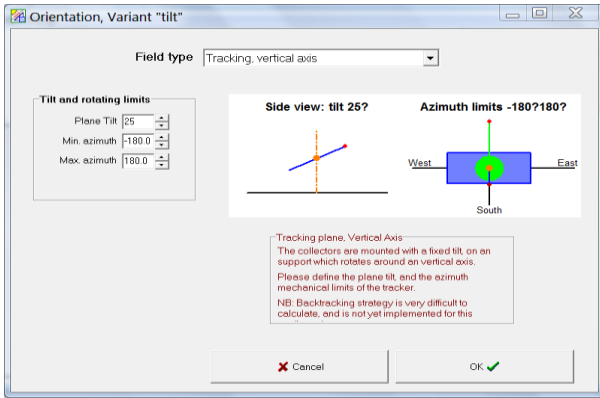 Orientation, Variant "tilt"
Field type Tracking, vertical axis
Tilt and rotating limits
Plane Tilt 25
Min. azimuth -180.0
Max. azimuth 180.0
Side view: tilt 25?
Azimuth limits -180?180?
West
East
South
Tracking plane, Vertical Axis
The collectors are mounted with a fixed tilt, on an
support which rotates around an vertical axis.
Please define the plane tilt, and the azimuth
mechanical limits of the tracker.
NB: Backtracking strategy is very difficult to
calculate, and is not yet implemented for this
Cancel
OK